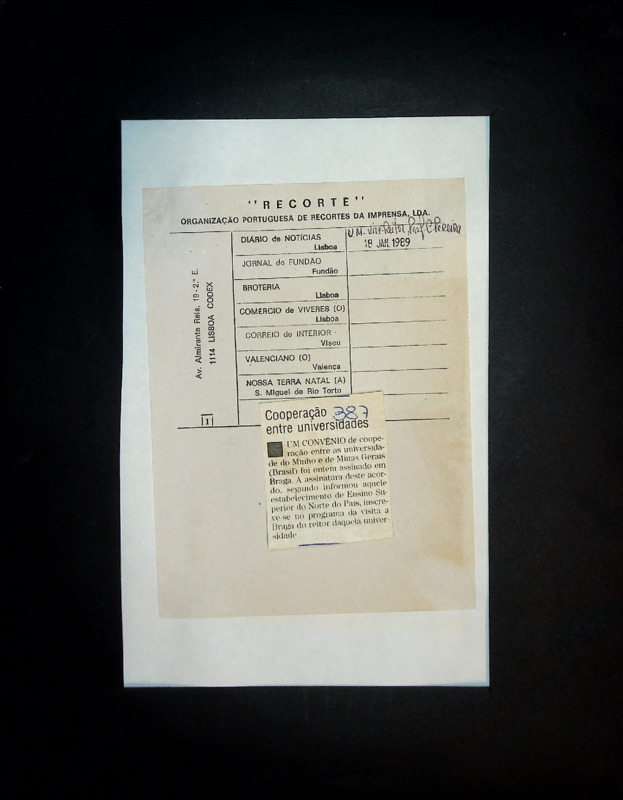 "RECORTE"
ORGANIZAÇÃO PORTUGUESA DE RECORTES DA IMPRENSA, LDA.
Av. Almirante Reis, 19-2.º E.
1114 LISBOA CODEX
[1]
DIÁRIO de NOTÍCIAS
Lisboa
U M - Vice-Reitor Prof. C. Pereira
18 JAN. 1989
JORNAL do FUNDÃO
Fundão
BROTERIA
Lisboa
COMÉRCIO de VIVERES (O)
Lisboa
CORREIO do INTERIOR
Viseu
VALENCIANO (O)
Valença
NOSSA TERRA NATAL (A)
S. Miguel de Rio Torto
Cooperação 387
entre universidades
UM CONVÉNIO de coope-
ração entre as universida-
de do Minho e de Minas Gerais
(Brasil) foi ontem assinado em
Braga. A assinatura deste acor-
do, segundo informou aquele
estabelecimento de Ensino Su-
perior do Norte do País, inscre-
ve-se no programa da visita a
Braga do reitor daquela univer-
sidade